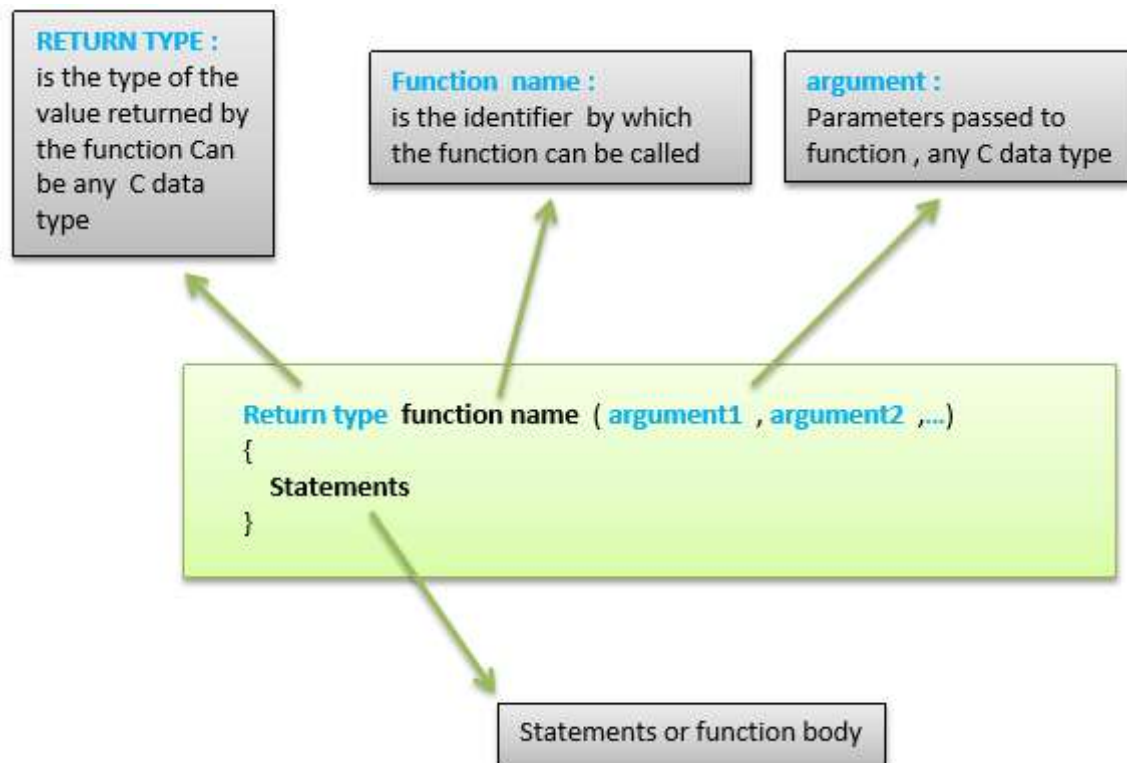 RETURN TYPE :
is the type of the
value returned by
the function Can
be any C data
type
Function name :
is the identifier by which
the function can be called
argument :
Parameters passed to
function , any C data type
Return type function name ( argument1 , argument2 ,...)
{
Statements
}
Statements or function body